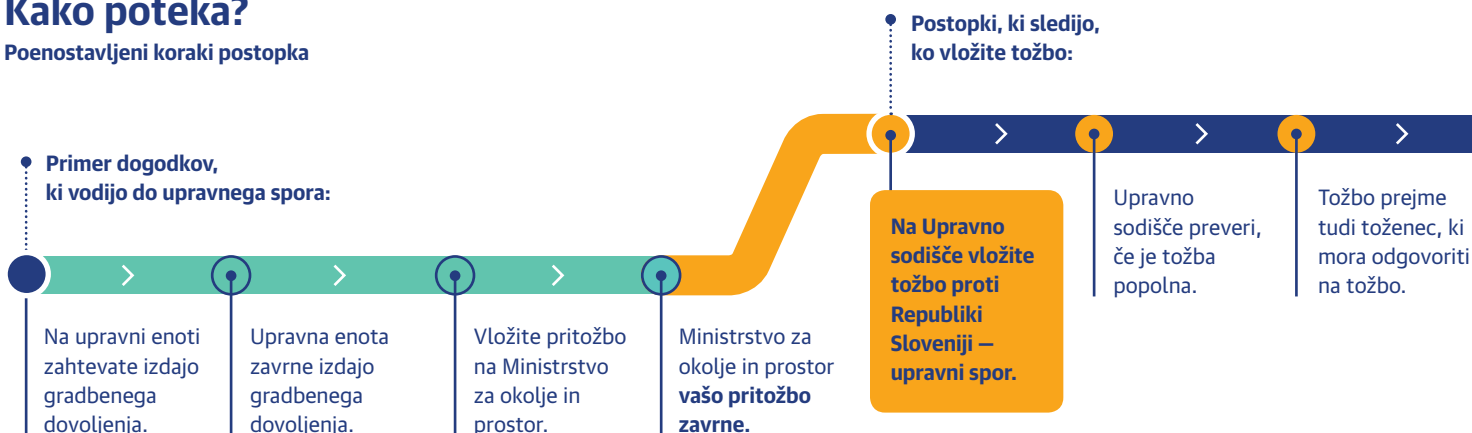 Kako poteka?
Poenostavljeni koraki postopka
Primer dogodkov,
ki vodijo do upravnega spora:
Na upravni enoti
zahtevate izdajo
gradbenega
dovoljenja.
Upravna enota
zavrne izdajo
gradbenega
dovoljenja.
Vložite pritožbo
na Ministrstvo
za okolje in
prostor.
Ministrstvo za
okolje in prostor
vašo pritožbo
zavrne.
Postopki, ki sledijo,
ko vložite tožbo:
Na Upravno
sodišče vložite
tožbo proti
Republiki
Sloveniji —
upravni spor.
Upravno
sodišče preveri,
če je tožba
popolna.
Tožbo prejme
tudi toženec, ki
mora odgovoriti
na tožbo.